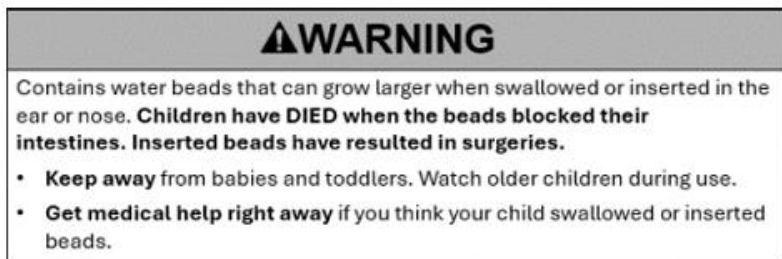 ⚠WARNING
Contains water beads that can grow larger when swallowed or inserted in the
ear or nose. Children have DIED when the beads blocked their
intestines. Inserted beads have resulted in surgeries.
• Keep away from babies and toddlers. Watch older children during use.
• Get medical help right away if you think your child swallowed or inserted
beads.